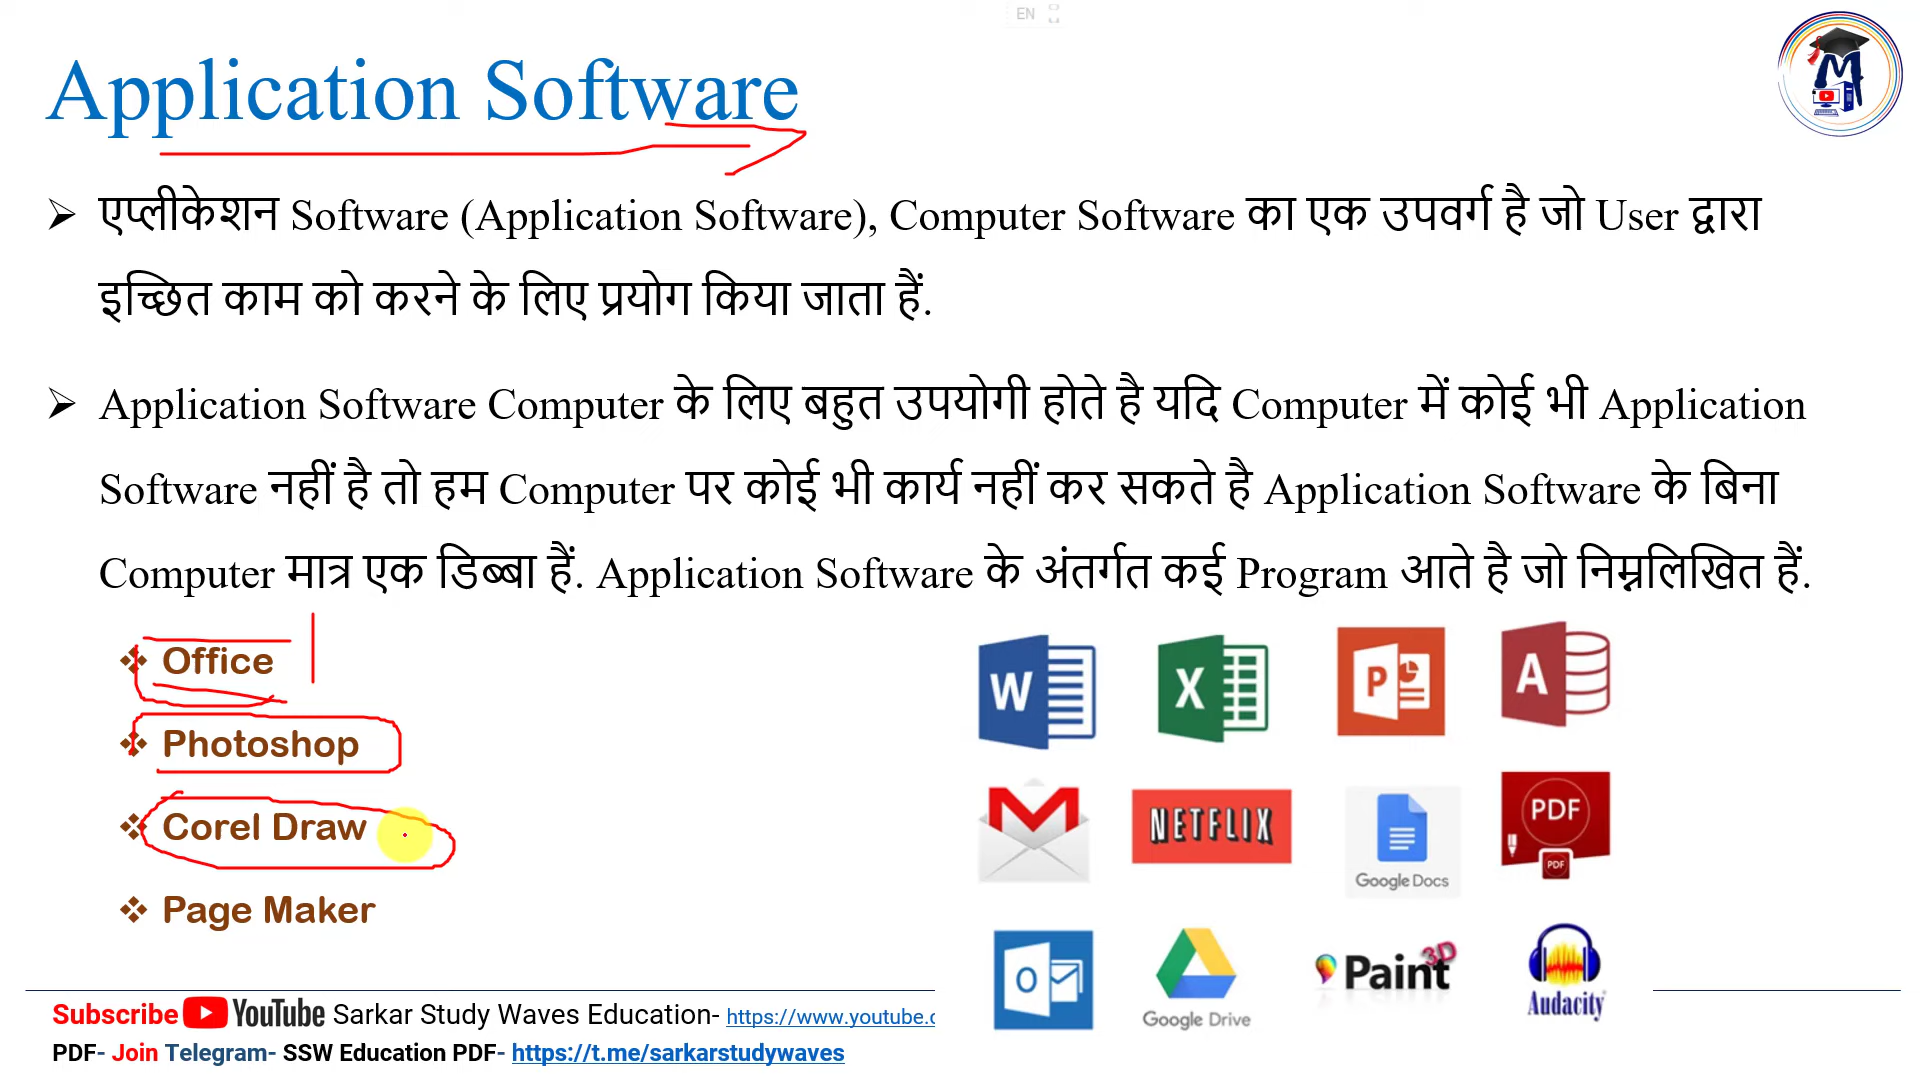 EN
Application Software
एप्लीकेशन Software (Application Software), Computer Software का एक उपवर्ग है जो User द्वारा
इच्छित काम को करने के लिए प्रयोग किया जाता हैं.
Application Software Computer के लिए बहुत उपयोगी होते है यदि Computer में कोई भी Application
Software नहीं है तो हम Computer पर कोई भी कार्य नहीं कर सकते है Application Software के बिना
Computer मात्र एक डिब्बा हैं. Application Software के अंतर्गत कई Program आते है जो निम्नलिखित हैं.
Office
Photoshop
Corel Draw
Page Maker
W
X
P
A
NETFLIX
Google Docs
PDF
PDF
O
Google Drive
Paint 3D
Audacity
Subscribe YouTube Sarkar Study Waves Education- https://www.youtube.c
PDF- Join Telegram- SSW Education PDF- https://t.me/sarkarstudywaves